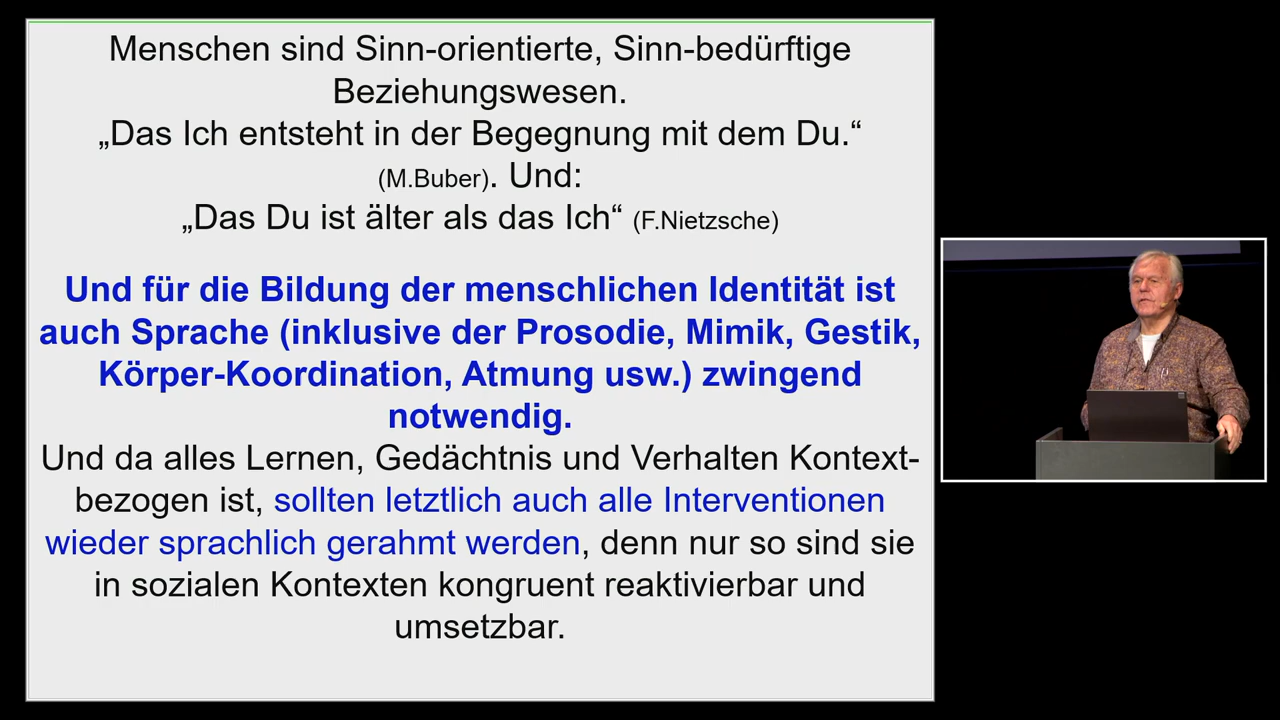 Menschen sind Sinn-orientierte, Sinn-bedürftige
Beziehungswesen.
„Das Ich entsteht in der Begegnung mit dem Du.“
(M.Buber). Und:
„Das Du ist älter als das Ich“ (F.Nietzsche)
Und für die Bildung der menschlichen Identität ist
auch Sprache (inklusive der Prosodie, Mimik, Gestik,
Körper-Koordination, Atmung usw.) zwingend
notwendig.
Und da alles Lernen, Gedächtnis und Verhalten Kontext-
bezogen ist, sollten letztlich auch alle Interventionen
wieder sprachlich gerahmt werden, denn nur so sind sie
in sozialen Kontexten kongruent reaktivierbar und
umsetzbar.